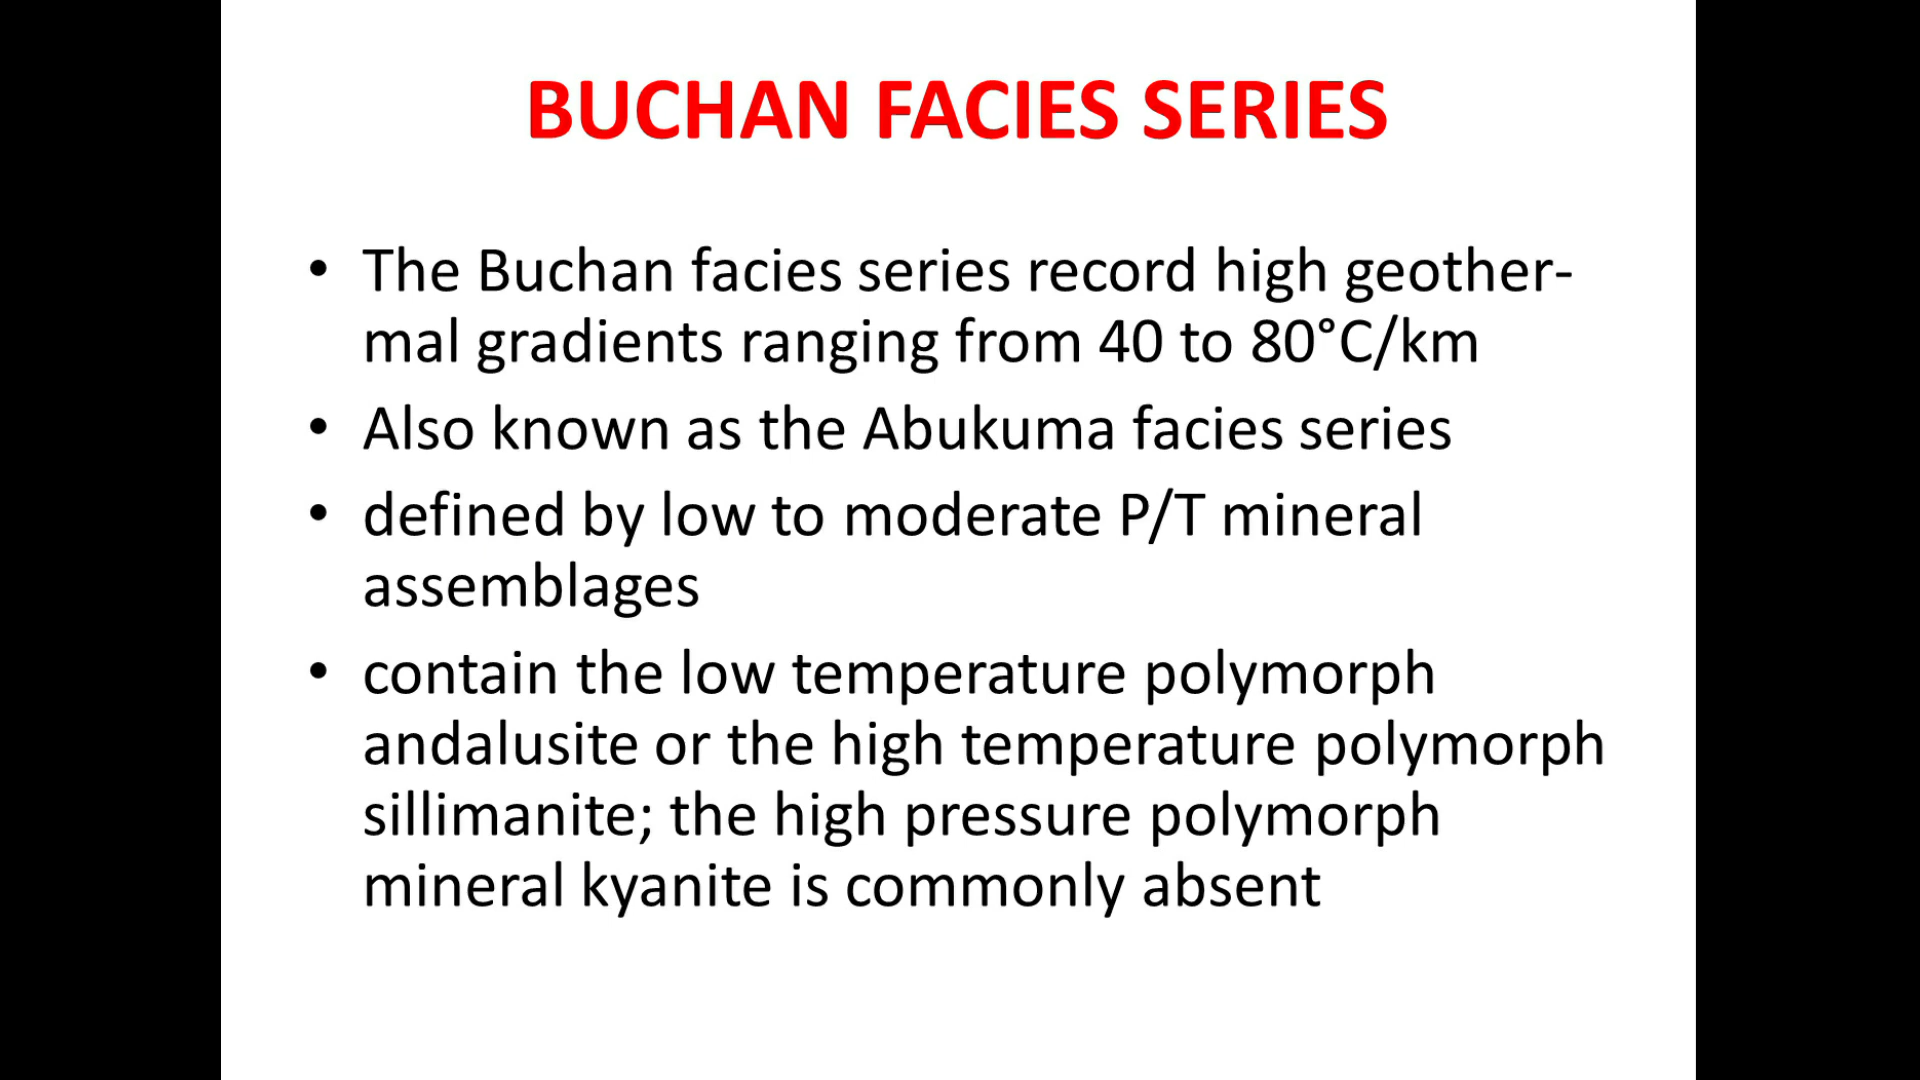 BUCHAN FACIES SERIES
• The Buchan facies series record high geother-
mal gradients ranging from 40 to 80°C/km
• Also known as the Abukuma facies series
• defined by low to moderate P/T mineral
assemblages
• contain the low temperature polymorph
andalusite or the high temperature polymorph
sillimanite; the high pressure polymorph
mineral kyanite is commonly absent